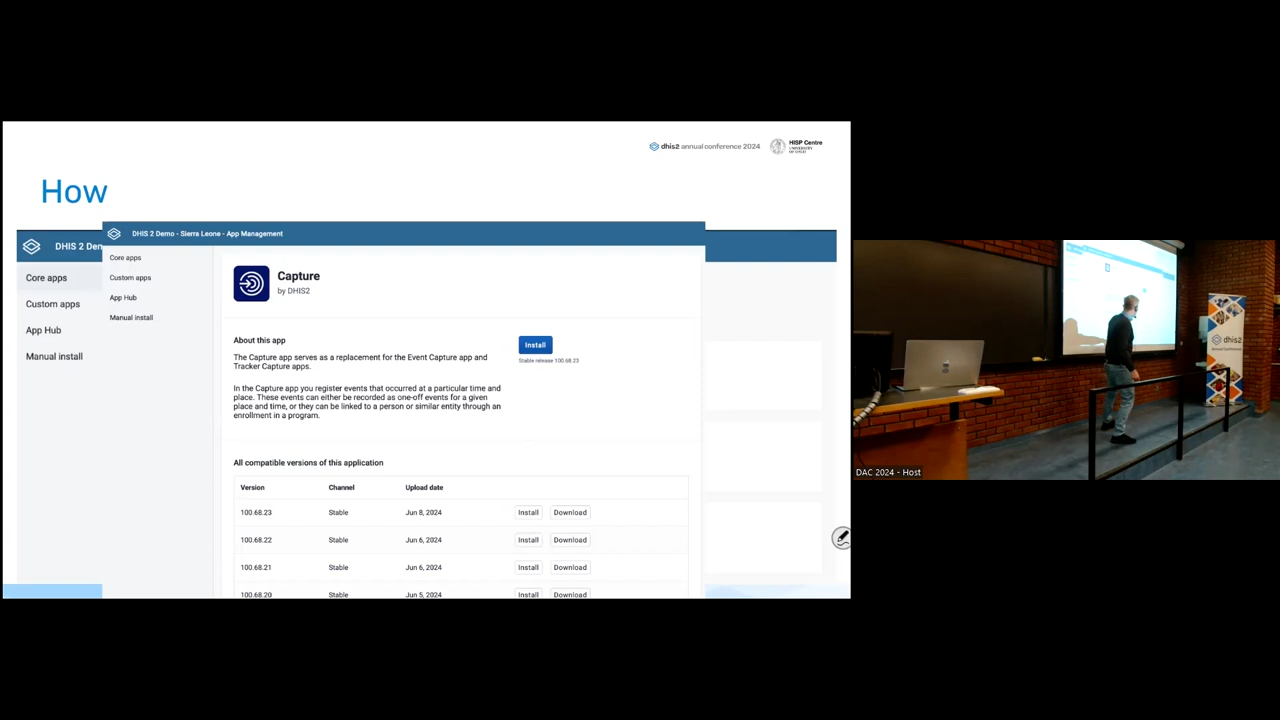 dhis2 annual conference 2024
HISP Centre
UNIVERSITY
OF OSLO
How
DHIS 2 Dem
Core apps
Custom apps
App Hub
Manual install
DHIS 2 Demo - Sierra Leone - App Management
Core apps
Custom apps
App Hub
Manual install
Capture
by DHIS2
About this app
The Capture app serves as a replacement for the Event Capture app and
Tracker Capture apps.
In the Capture app you register events that occurred at a particular time and
place. These events can either be recorded as one-off events for a given
place and time, or they can be linked to a person or similar entity through an
enrollment in a program.
Install
Stable release 100.68.23
All compatible versions of this application
Version Channel Upload date
100.68.23 Stable Jun 8, 2024 Install Download
100.68.22 Stable Jun 6, 2024 Install Download
100.68.21 Stable Jun 6, 2024 Install Download
100.68.20 Stable Jun 5, 2024 Install Download
dhis2
DAC 2024 - Host